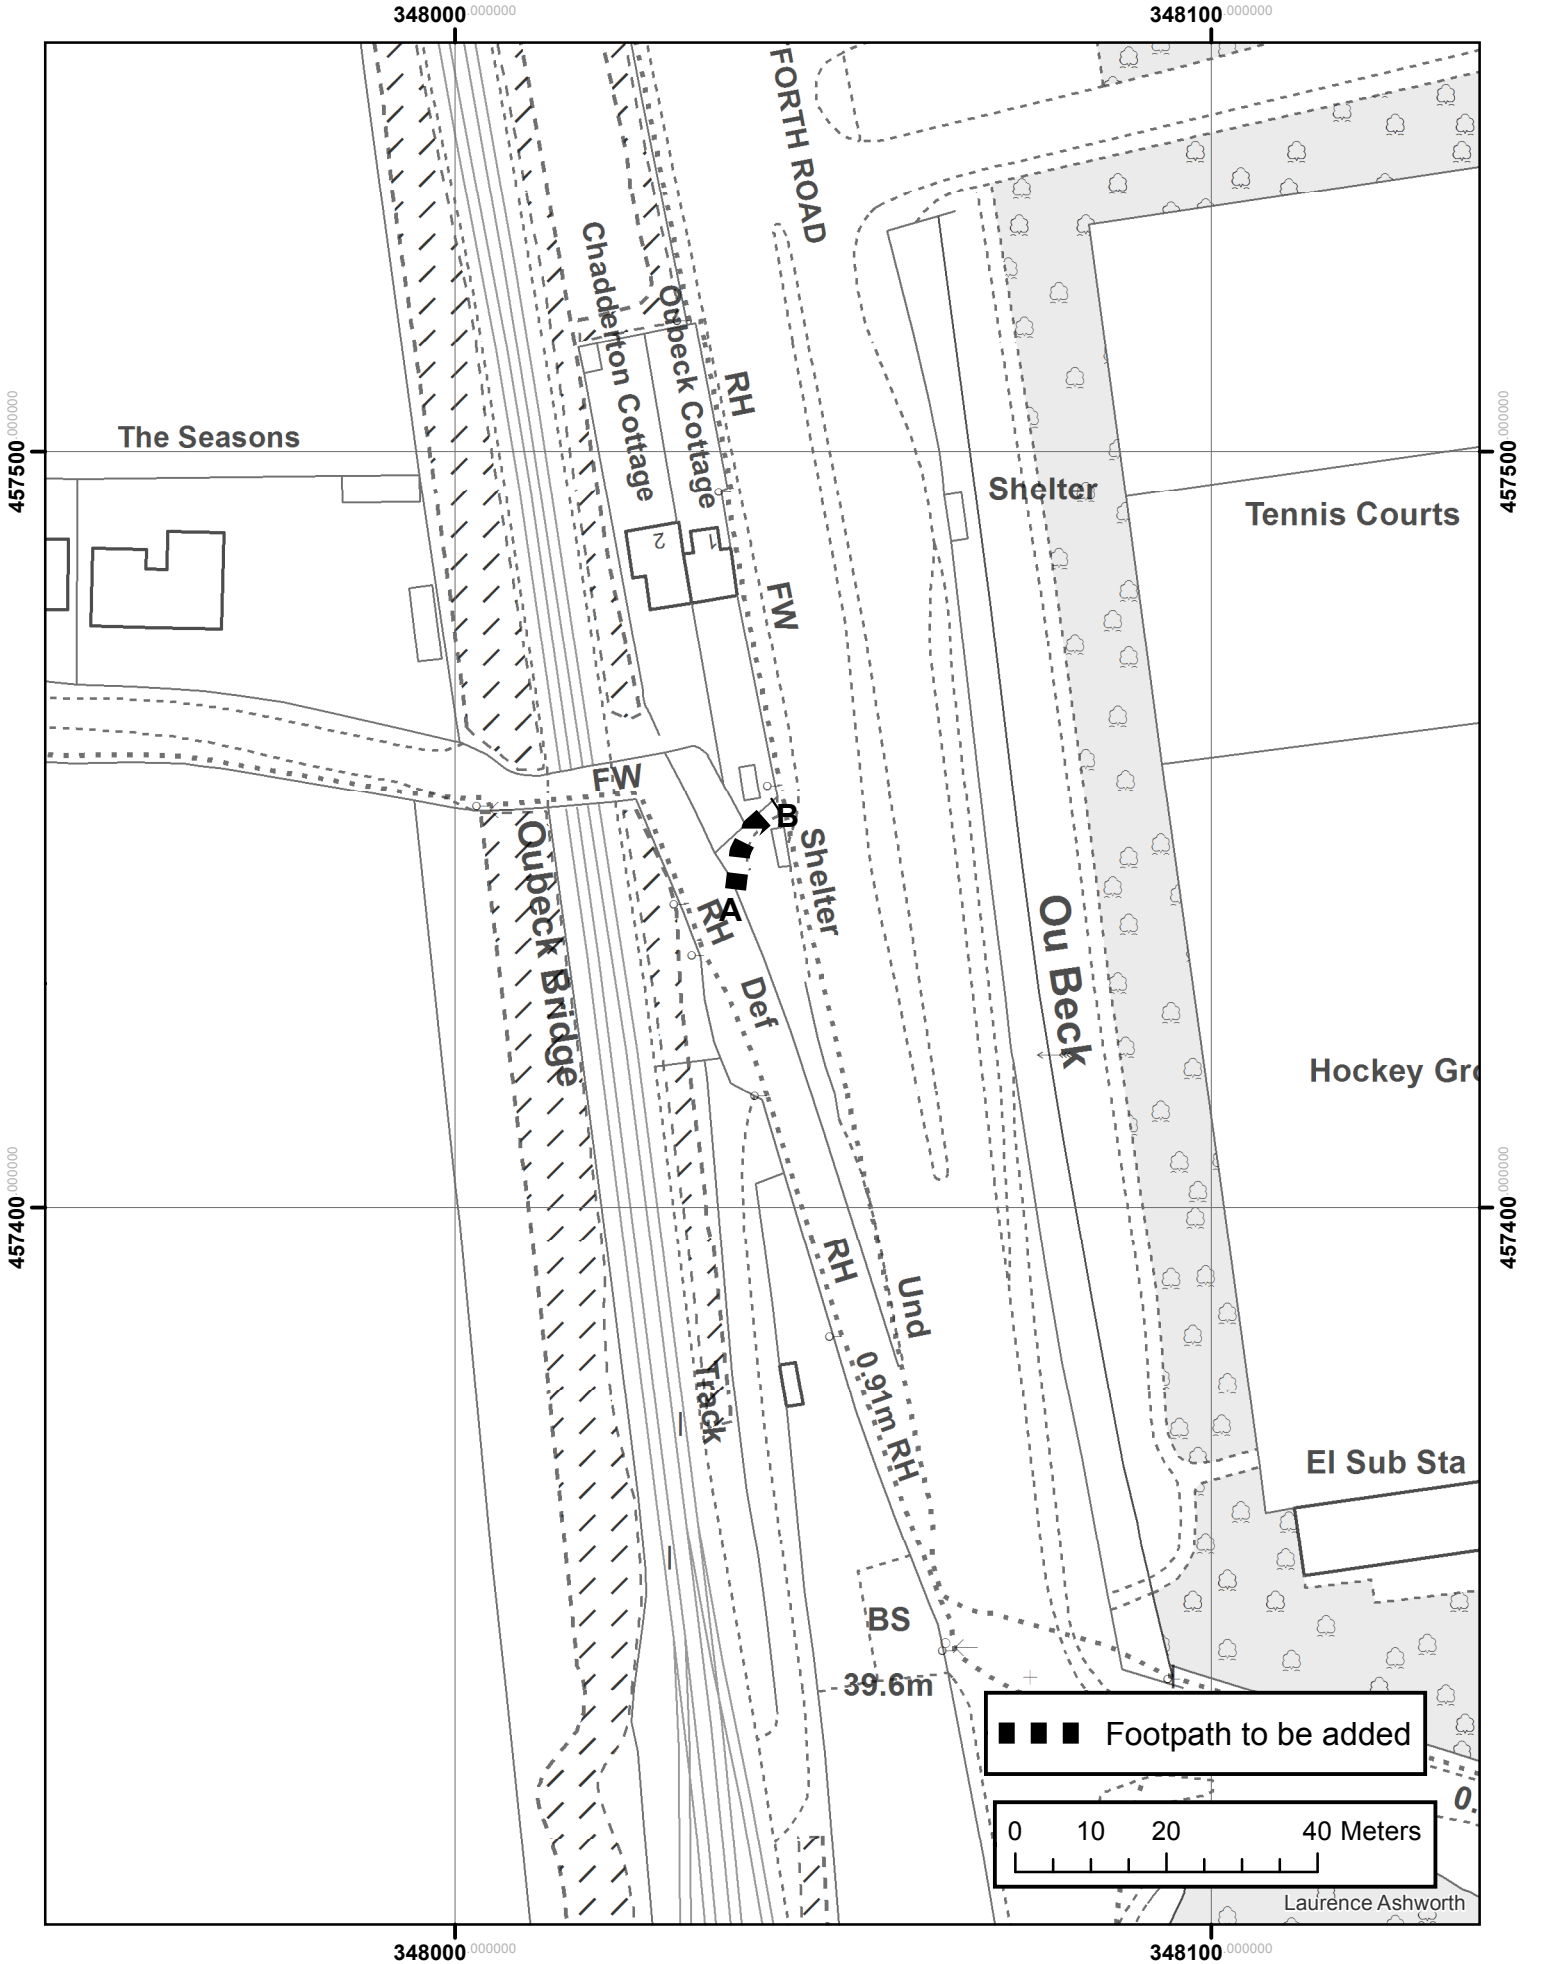 348000.000000
348100.000000
FORTH ROAD
Chadderton Cottage
Oubeck Cottage
RH
457500.000000
457500.000000
The Seasons
Shelter
Tennis Courts
2
1
FW
FW
B
Oubeck Bridge
Shelter
A
RH
Def
Ou Beck
Hockey Gro
457400.000000
457400.000000
RH
Und
0.91m RH
Track
El Sub Sta
BS
39.6m
Footpath to be added
0.
0 10 20 40 Meters
Laurence Ashworth
348000.000000
348100.000000